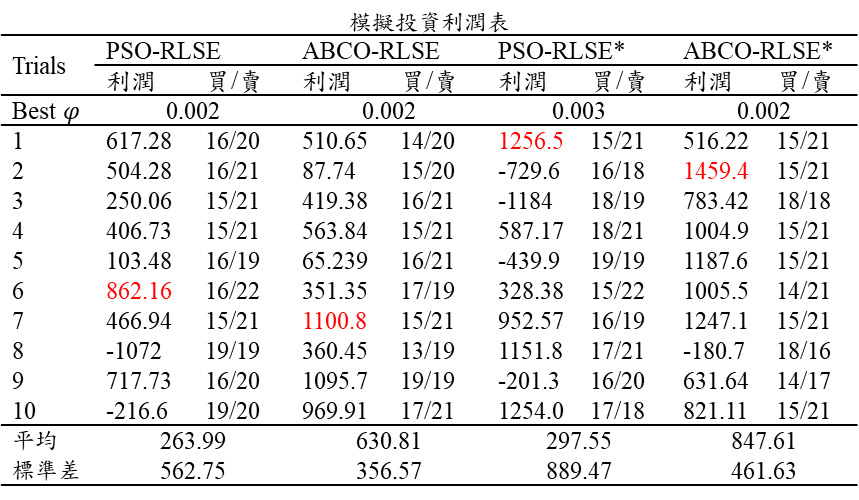 模擬投資利潤表
Trials PSO-RLSE ABCO-RLSE PSO-RLSE* ABCO-RLSE*
利潤 買/賣 利潤 買/賣 利潤 買/賣 利潤 買/賣
Best φ 0.002 0.002 0.003 0.002
1 617.28 16/20 510.65 14/20 1256.5 15/21 516.22 15/21
2 504.28 16/21 87.74 15/20 -729.6 16/18 1459.4 15/21
3 250.06 15/21 419.38 16/21 -1184 18/19 783.42 18/18
4 406.73 15/21 563.84 15/21 587.17 18/21 1004.9 15/21
5 103.48 16/19 65.239 16/21 -439.9 19/19 1187.6 15/21
6 862.16 16/22 351.35 17/19 328.38 15/22 1005.5 14/21
7 466.94 15/21 1100.8 15/21 952.57 16/19 1247.1 15/21
8 -1072 19/19 360.45 13/19 1151.8 17/21 -180.7 18/16
9 717.73 16/20 1095.7 19/19 -201.3 16/20 631.64 14/17
10 -216.6 19/20 969.91 17/21 1254.0 17/18 821.11 15/21
平均 263.99 630.81 297.55 847.61
標準差 562.75 356.57 889.47 461.63